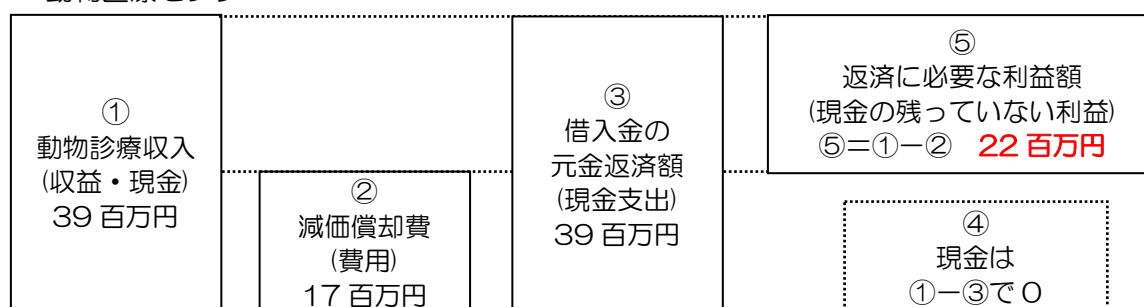 ①
動物診療収入
(収益・現金)
39 百万円
②
減価償却費
(費用)
17 百万円
③
借入金の
元金返済額
(現金支出)
39 百万円
⑤
返済に必要な利益額
(現金の残っていない利益)
⑤=①-② 22 百万円
④
現金は
①-③で0